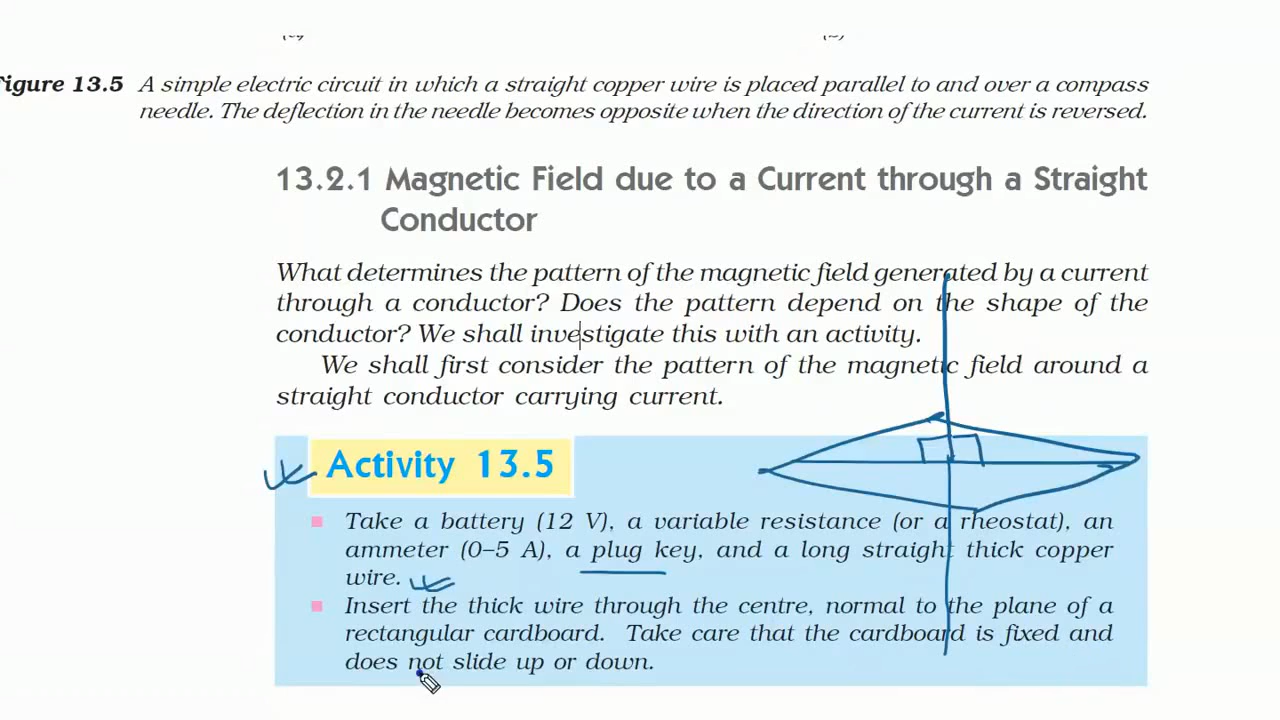 Figure 13.5 A simple electric circuit in which a straight copper wire is placed parallel to and over a compass
needle. The deflection in the needle becomes opposite when the direction of the current is reversed.
13.2.1 Magnetic Field due to a Current through a Straight
Conductor
What determines the pattern of the magnetic field generated by a current
through a conductor? Does the pattern depend on the shape of the
conductor? We shall investigate this with an activity.
We shall first consider the pattern of the magnetic field around a
straight conductor carrying current.
Activity 13.5
Take a battery (12 V), a variable resistance (or a rheostat), an
ammeter (0–5 A), a plug key, and a long straight thick copper
wire.
Insert the thick wire through the centre, normal to the plane of a
rectangular cardboard. Take care that the cardboard is fixed and
does not slide up or down.